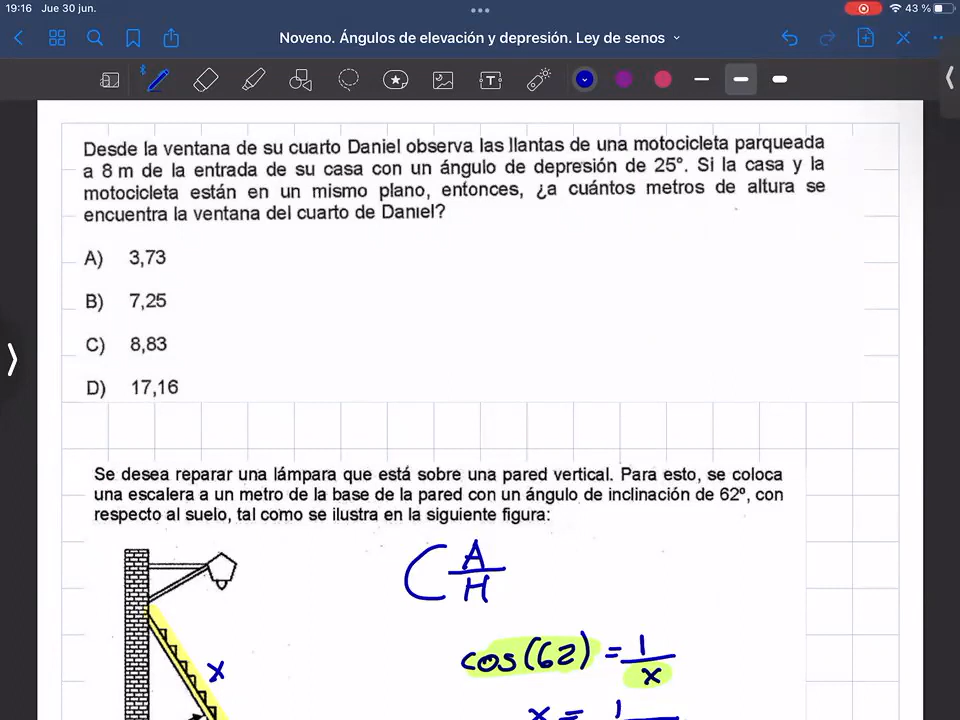 19:16 Jue 30 jun.
43 %
Noveno. Ángulos de elevación y depresión. Ley de senos
Desde la ventana de su cuarto Daniel observa las llantas de una motocicleta parqueada
a 8 m de la entrada de su casa con un ángulo de depresión de 25°. Si la casa y la
motocicleta están en un mismo plano, entonces, ¿a cuántos metros de altura se
encuentra la ventana del cuarto de Daniel?
A) 3,73
B) 7,25
C) 8,83
D) 17,16
Se desea reparar una lámpara que está sobre una pared vertical. Para esto, se coloca
una escalera a un metro de la base de la pared con un ángulo de inclinación de 62º, con
respecto al suelo, tal como se ilustra en la siguiente figura:
C A/H
cos(62) = 1/x
x
x = 1